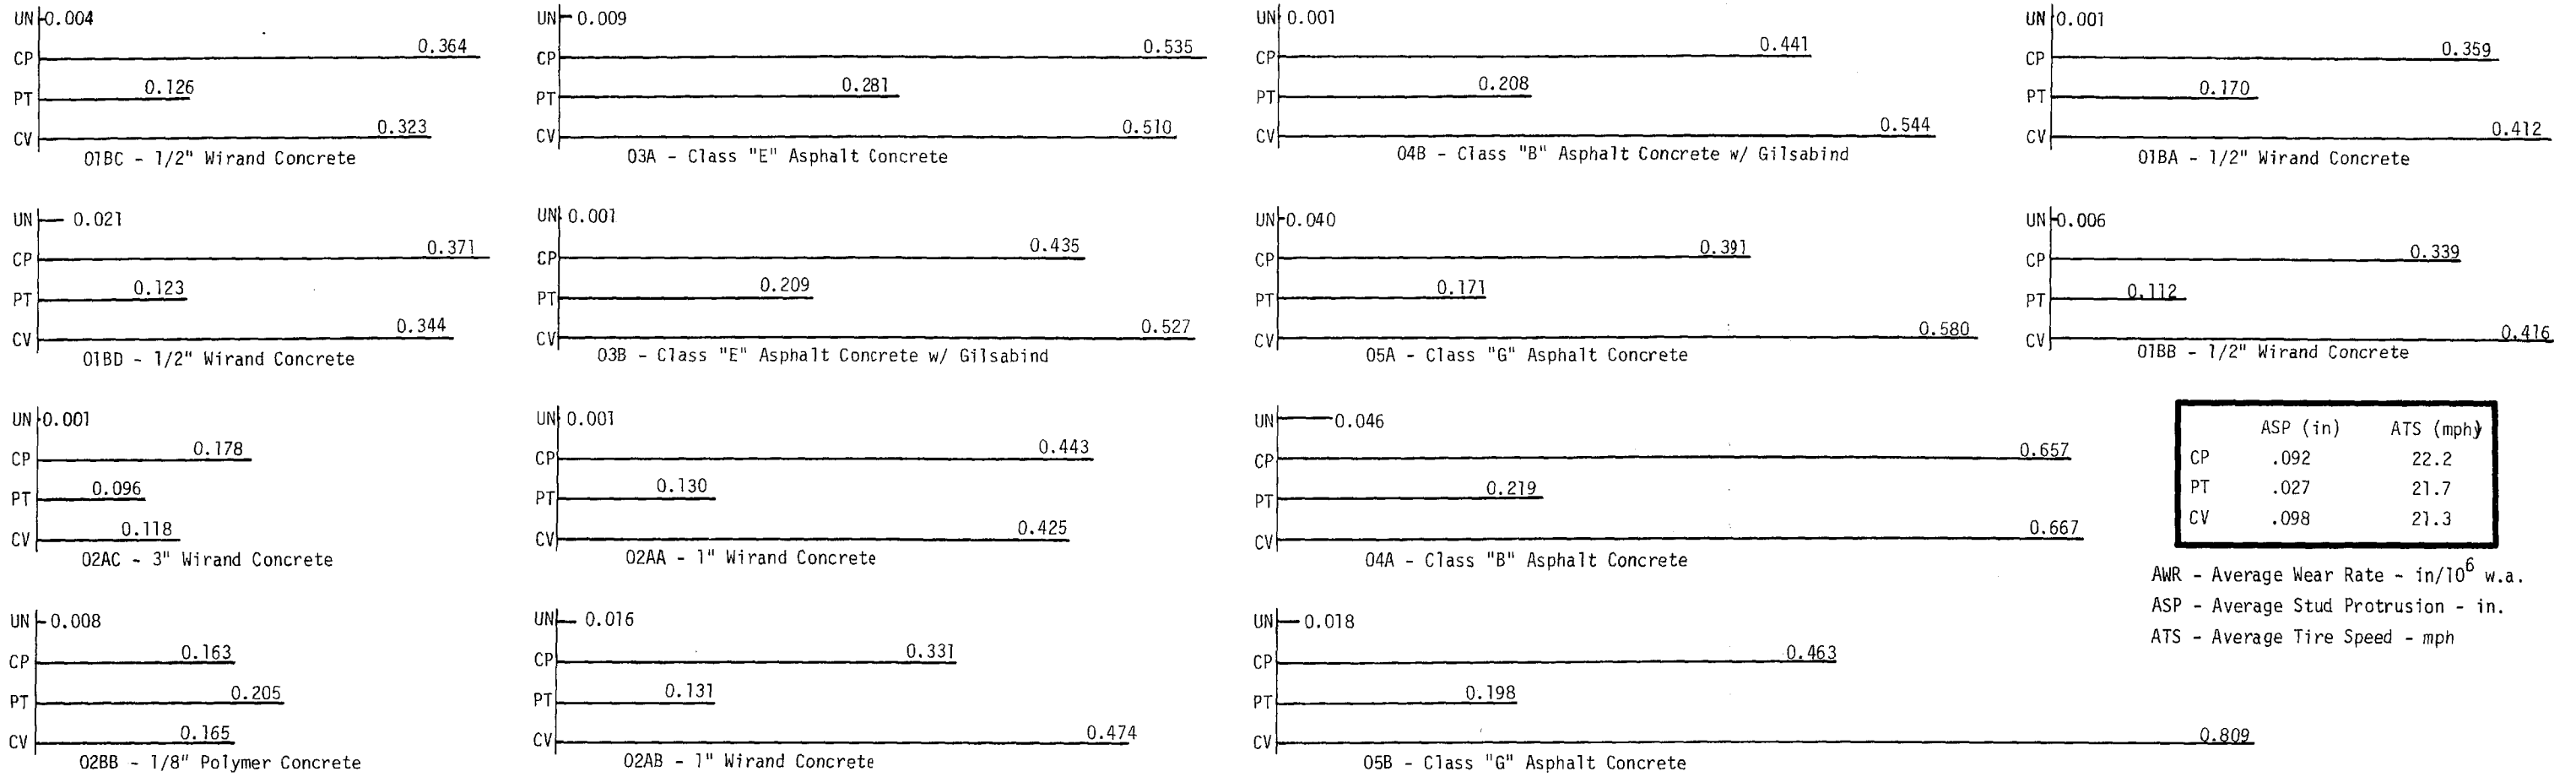 UN 0.004
CP 0.364
PT 0.126
CV 0.323
01BC - 1/2" Wirand Concrete
UN 0.021
CP 0.371
PT 0.123
CV 0.344
01BD - 1/2" Wirand Concrete
UN 0.001
CP 0.178
PT 0.096
CV 0.118
02AC - 3" Wirand Concrete
UN 0.008
CP 0.163
PT 0.205
CV 0.165
02BB - 1/8" Polymer Concrete
UN 0.009
CP 0.535
PT 0.281
CV 0.510
03A - Class "E" Asphalt Concrete
UN 0.001
CP 0.435
PT 0.209
CV 0.527
03B - Class "E" Asphalt Concrete w/ Gilsabind
UN 0.001
CP 0.443
PT 0.130
CV 0.425
02AA - 1" Wirand Concrete
UN 0.016
CP 0.331
PT 0.131
CV 0.474
02AB - 1" Wirand Concrete
UN 0.001
CP 0.441
PT 0.208
CV 0.544
04B - Class "B" Asphalt Concrete w/ Gilsabind
UN 0.040
CP 0.391
PT 0.171
CV 0.580
05A - Class "G" Asphalt Concrete
UN 0.046
CP 0.657
PT 0.219
CV 0.667
04A - Class "B" Asphalt Concrete
UN 0.018
CP 0.463
PT 0.198
CV 0.809
05B - Class "G" Asphalt Concrete
UN 0.001
CP 0.359
PT 0.170
CV 0.412
01BA - 1/2" Wirand Concrete
UN 0.006
CP 0.339
PT 0.112
CV 0.416
01BB - 1/2" Wirand Concrete
ASP (in) ATS (mph)
CP .092 22.2
PT .027 21.7
CV .098 21.3
AWR - Average Wear Rate - in/10⁶ w.a.
ASP - Average Stud Protrusion - in.
ATS - Average Tire Speed - mph